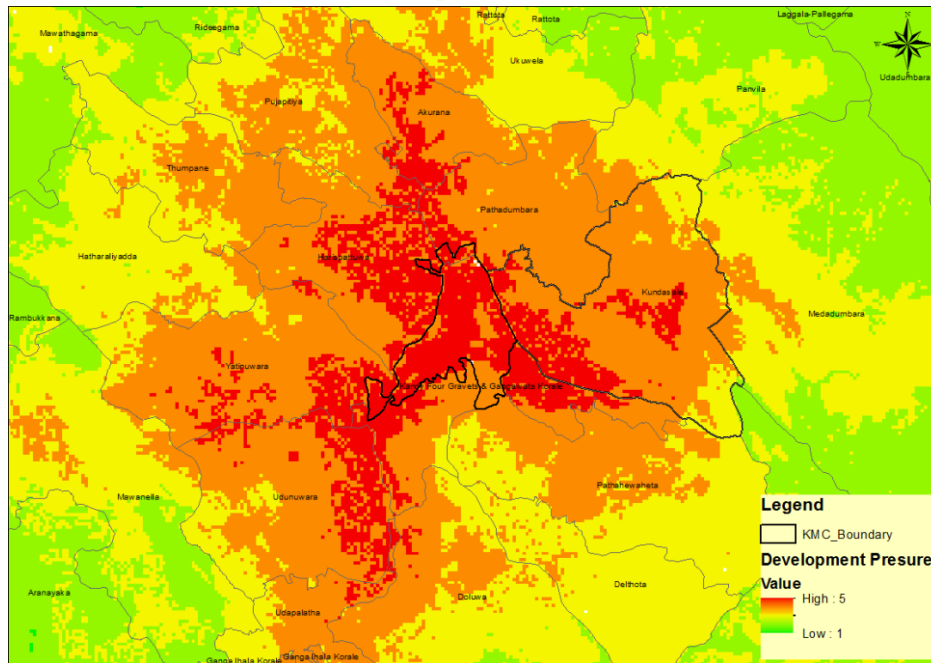 Rattota
Rattota
Laggala-Pallegama
Rideegama
Mawathagama
N
W
Ukuwela
Udadumbara
Panvila
Pujapitiya
Akurana
Thumpane
Pathadumbara
Hatharaliyadda
Harispattuwa
Kundasale
Medadumbara
Rambukkana
Yatinuwara
Kandy Four Gravets & Gangawata Korale
Pathahewaheta
Mawanella
Udunuwara
Legend
KMC_Boundary
Development Presure
Value
High : 5
Low : 1
Delthota
Aranayaka
Doluwa
Udapalatha
Ganga Ihala Korale
Ganga Ihala Korale